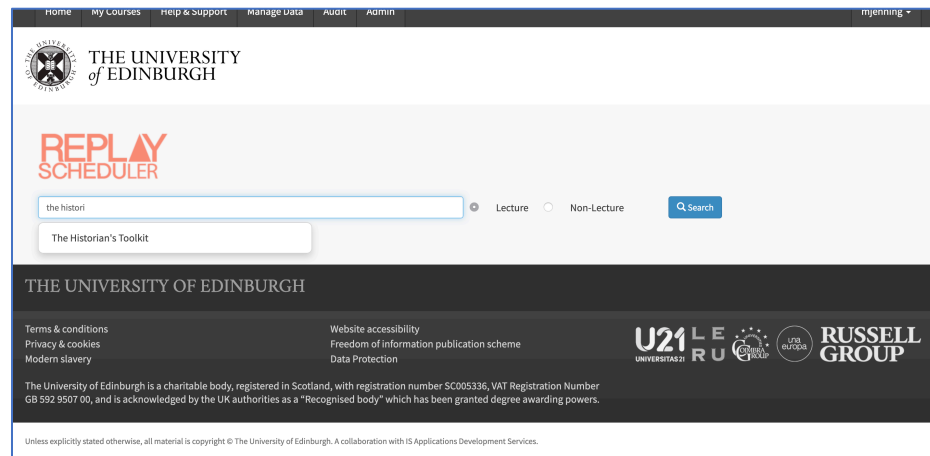 Home My Courses Help & Support Manage Data Audit Admin mjenning
THE UNIVERSITY
of EDINBURGH
REPLAY
SCHEDULER
the histori Lecture Non-Lecture Search
The Historian's Toolkit
THE UNIVERSITY OF EDINBURGH
Terms & conditions Website accessibility
Privacy & cookies Freedom of information publication scheme
Modern slavery Data Protection
U21 UNIVERSITAS 21
LE
RU
COIMBRA GROUP
una europa
RUSSELL
GROUP
The University of Edinburgh is a charitable body, registered in Scotland, with registration number SC005336, VAT Registration Number
GB 592 9507 00, and is acknowledged by the UK authorities as a “Recognised body” which has been granted degree awarding powers.
Unless explicitly stated otherwise, all material is copyright © The University of Edinburgh. A collaboration with IS Applications Development Services.